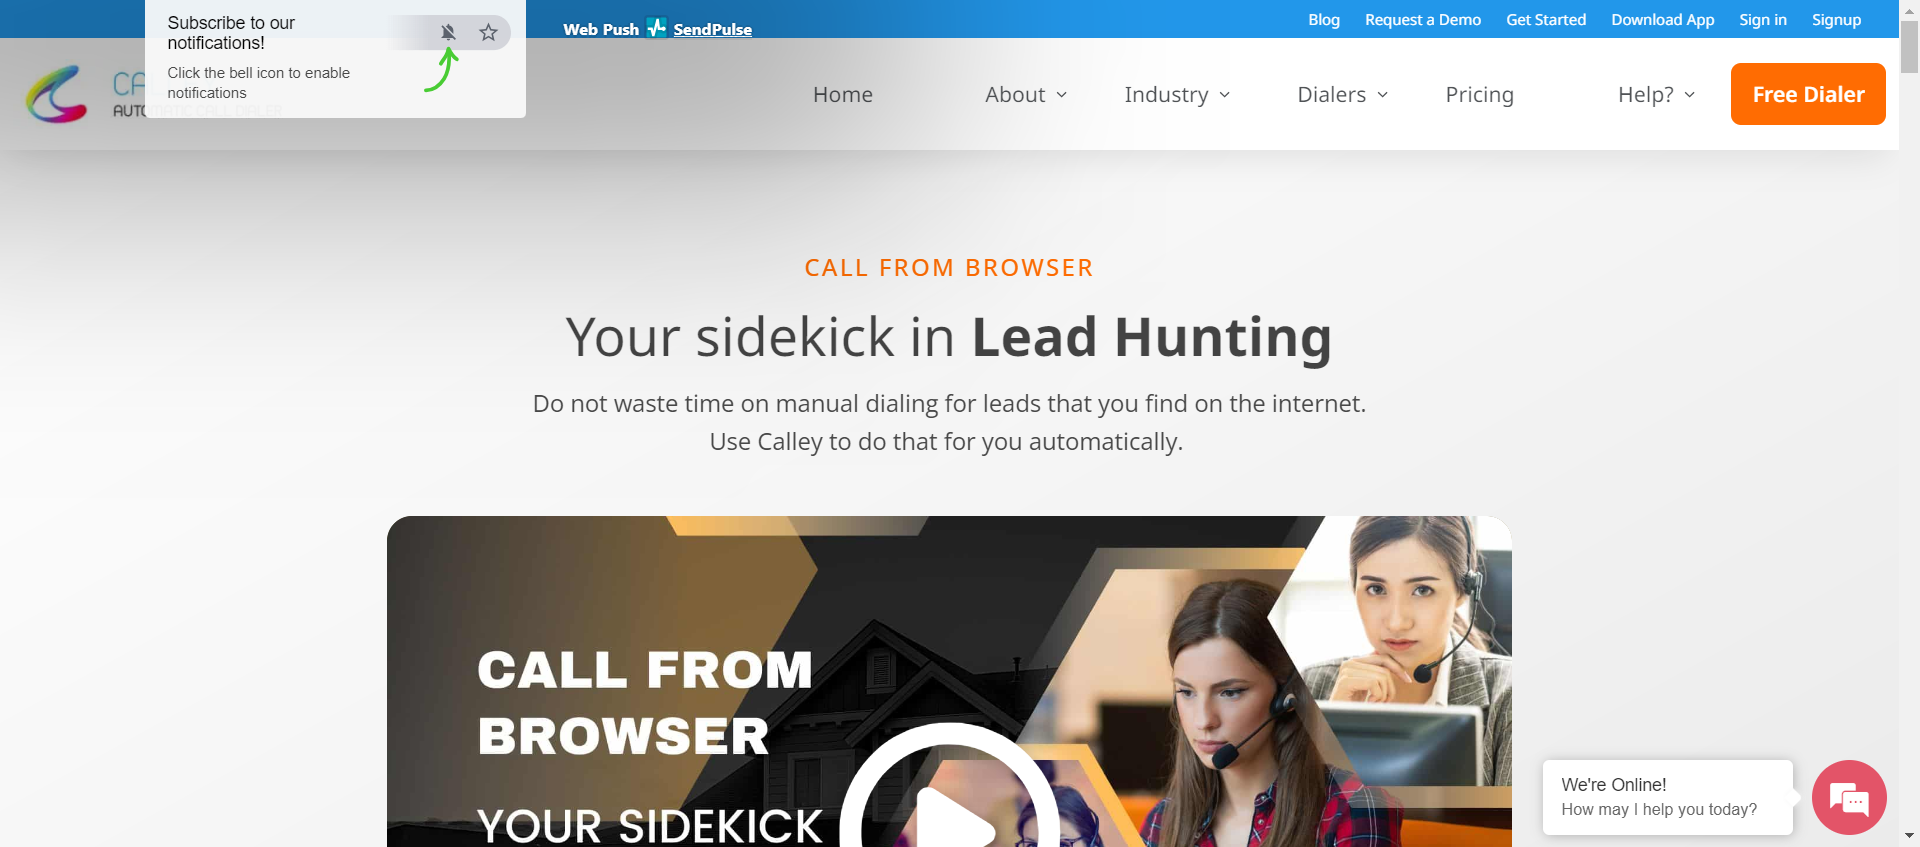 Subscribe to our
notifications!
Click the bell icon to enable
notifications
Web Push SendPulse
Blog
Request a Demo
Get Started
Download App
Sign in
Signup
CA
AUTOMATIC CALL DIALER
Home
About
Industry
Dialers
Pricing
Help?
Free Dialer
CALL FROM BROWSER
Your sidekick in Lead Hunting
Do not waste time on manual dialing for leads that you find on the internet.
Use Calley to do that for you automatically.
CALL FROM
BROWSER
YOUR SIDEKICK
We're Online!
How may I help you today?